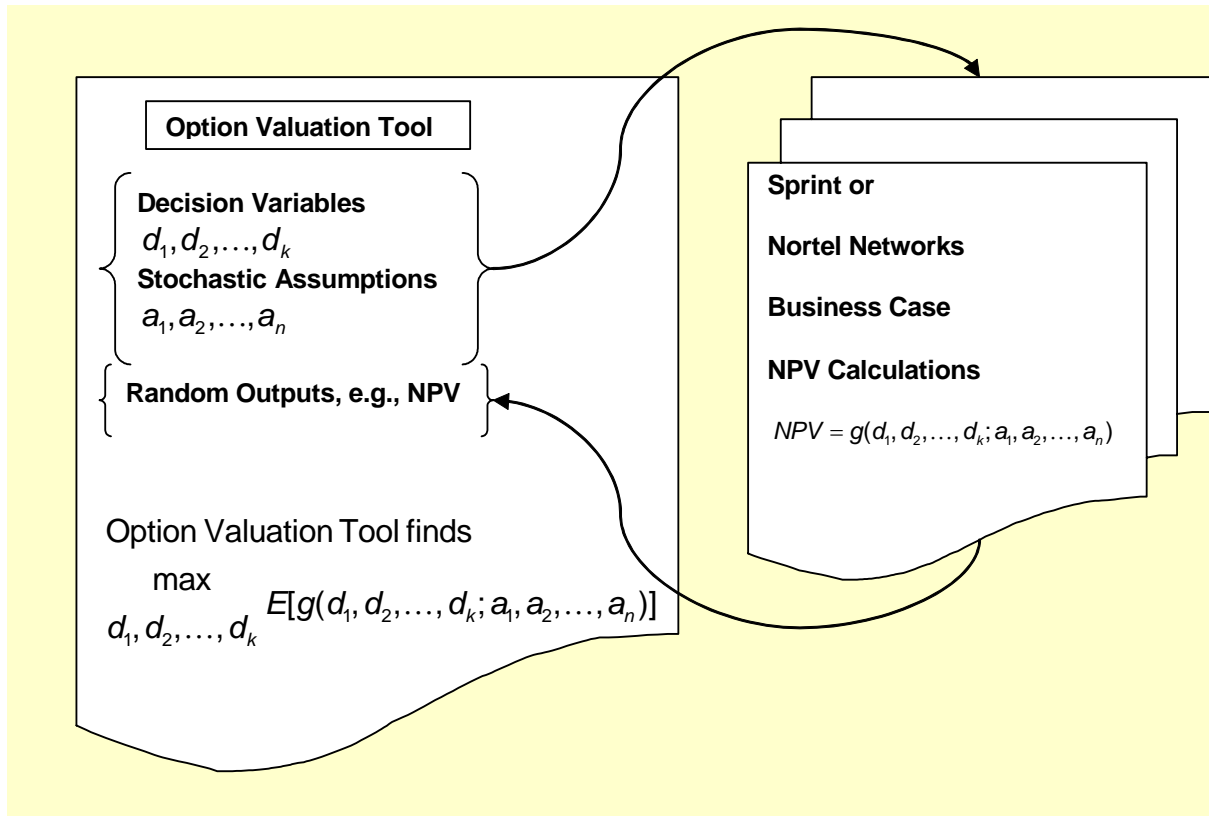 Option Valuation Tool
Decision Variables
d₁, d₂, …, dₖ
Stochastic Assumptions
a₁, a₂, …, aₙ
Random Outputs, e.g., NPV
Option Valuation Tool finds
max
d₁, d₂, …, dₖ E[g(d₁, d₂, …, dₖ; a₁, a₂, …, aₙ)]
Sprint or
Nortel Networks
Business Case
NPV Calculations
NPV = g(d₁, d₂, …, dₖ; a₁, a₂, …, aₙ)